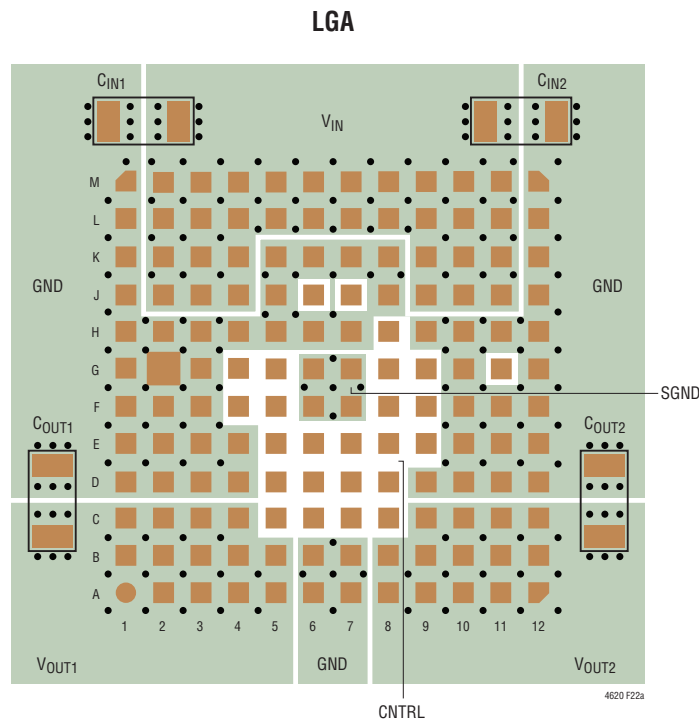 LGA
CIN1
CIN2
VIN
M
L
K
GND
J
GND
H
G
SGND
F
COUT1
COUT2
E
D
C
B
A
1 2 3 4 5 6 7 8 9 10 11 12
VOUT1
GND
VOUT2
4620 F22a
CNTRL